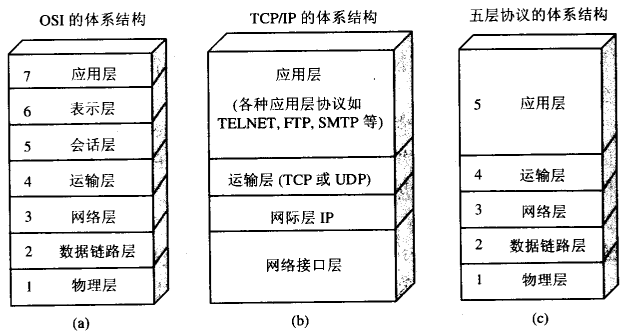 OSI 的体系结构
7 应用层
6 表示层
5 会话层
4 运输层
3 网络层
2 数据链路层
1 物理层
(a)
TCP/IP 的体系结构
应用层
(各种应用层协议如
TELNET, FTP, SMTP 等)
运输层 (TCP 或 UDP)
网际层 IP
网络接口层
(b)
五层协议的体系结构
5 应用层
4 运输层
3 网络层
2 数据链路层
1 物理层
(c)